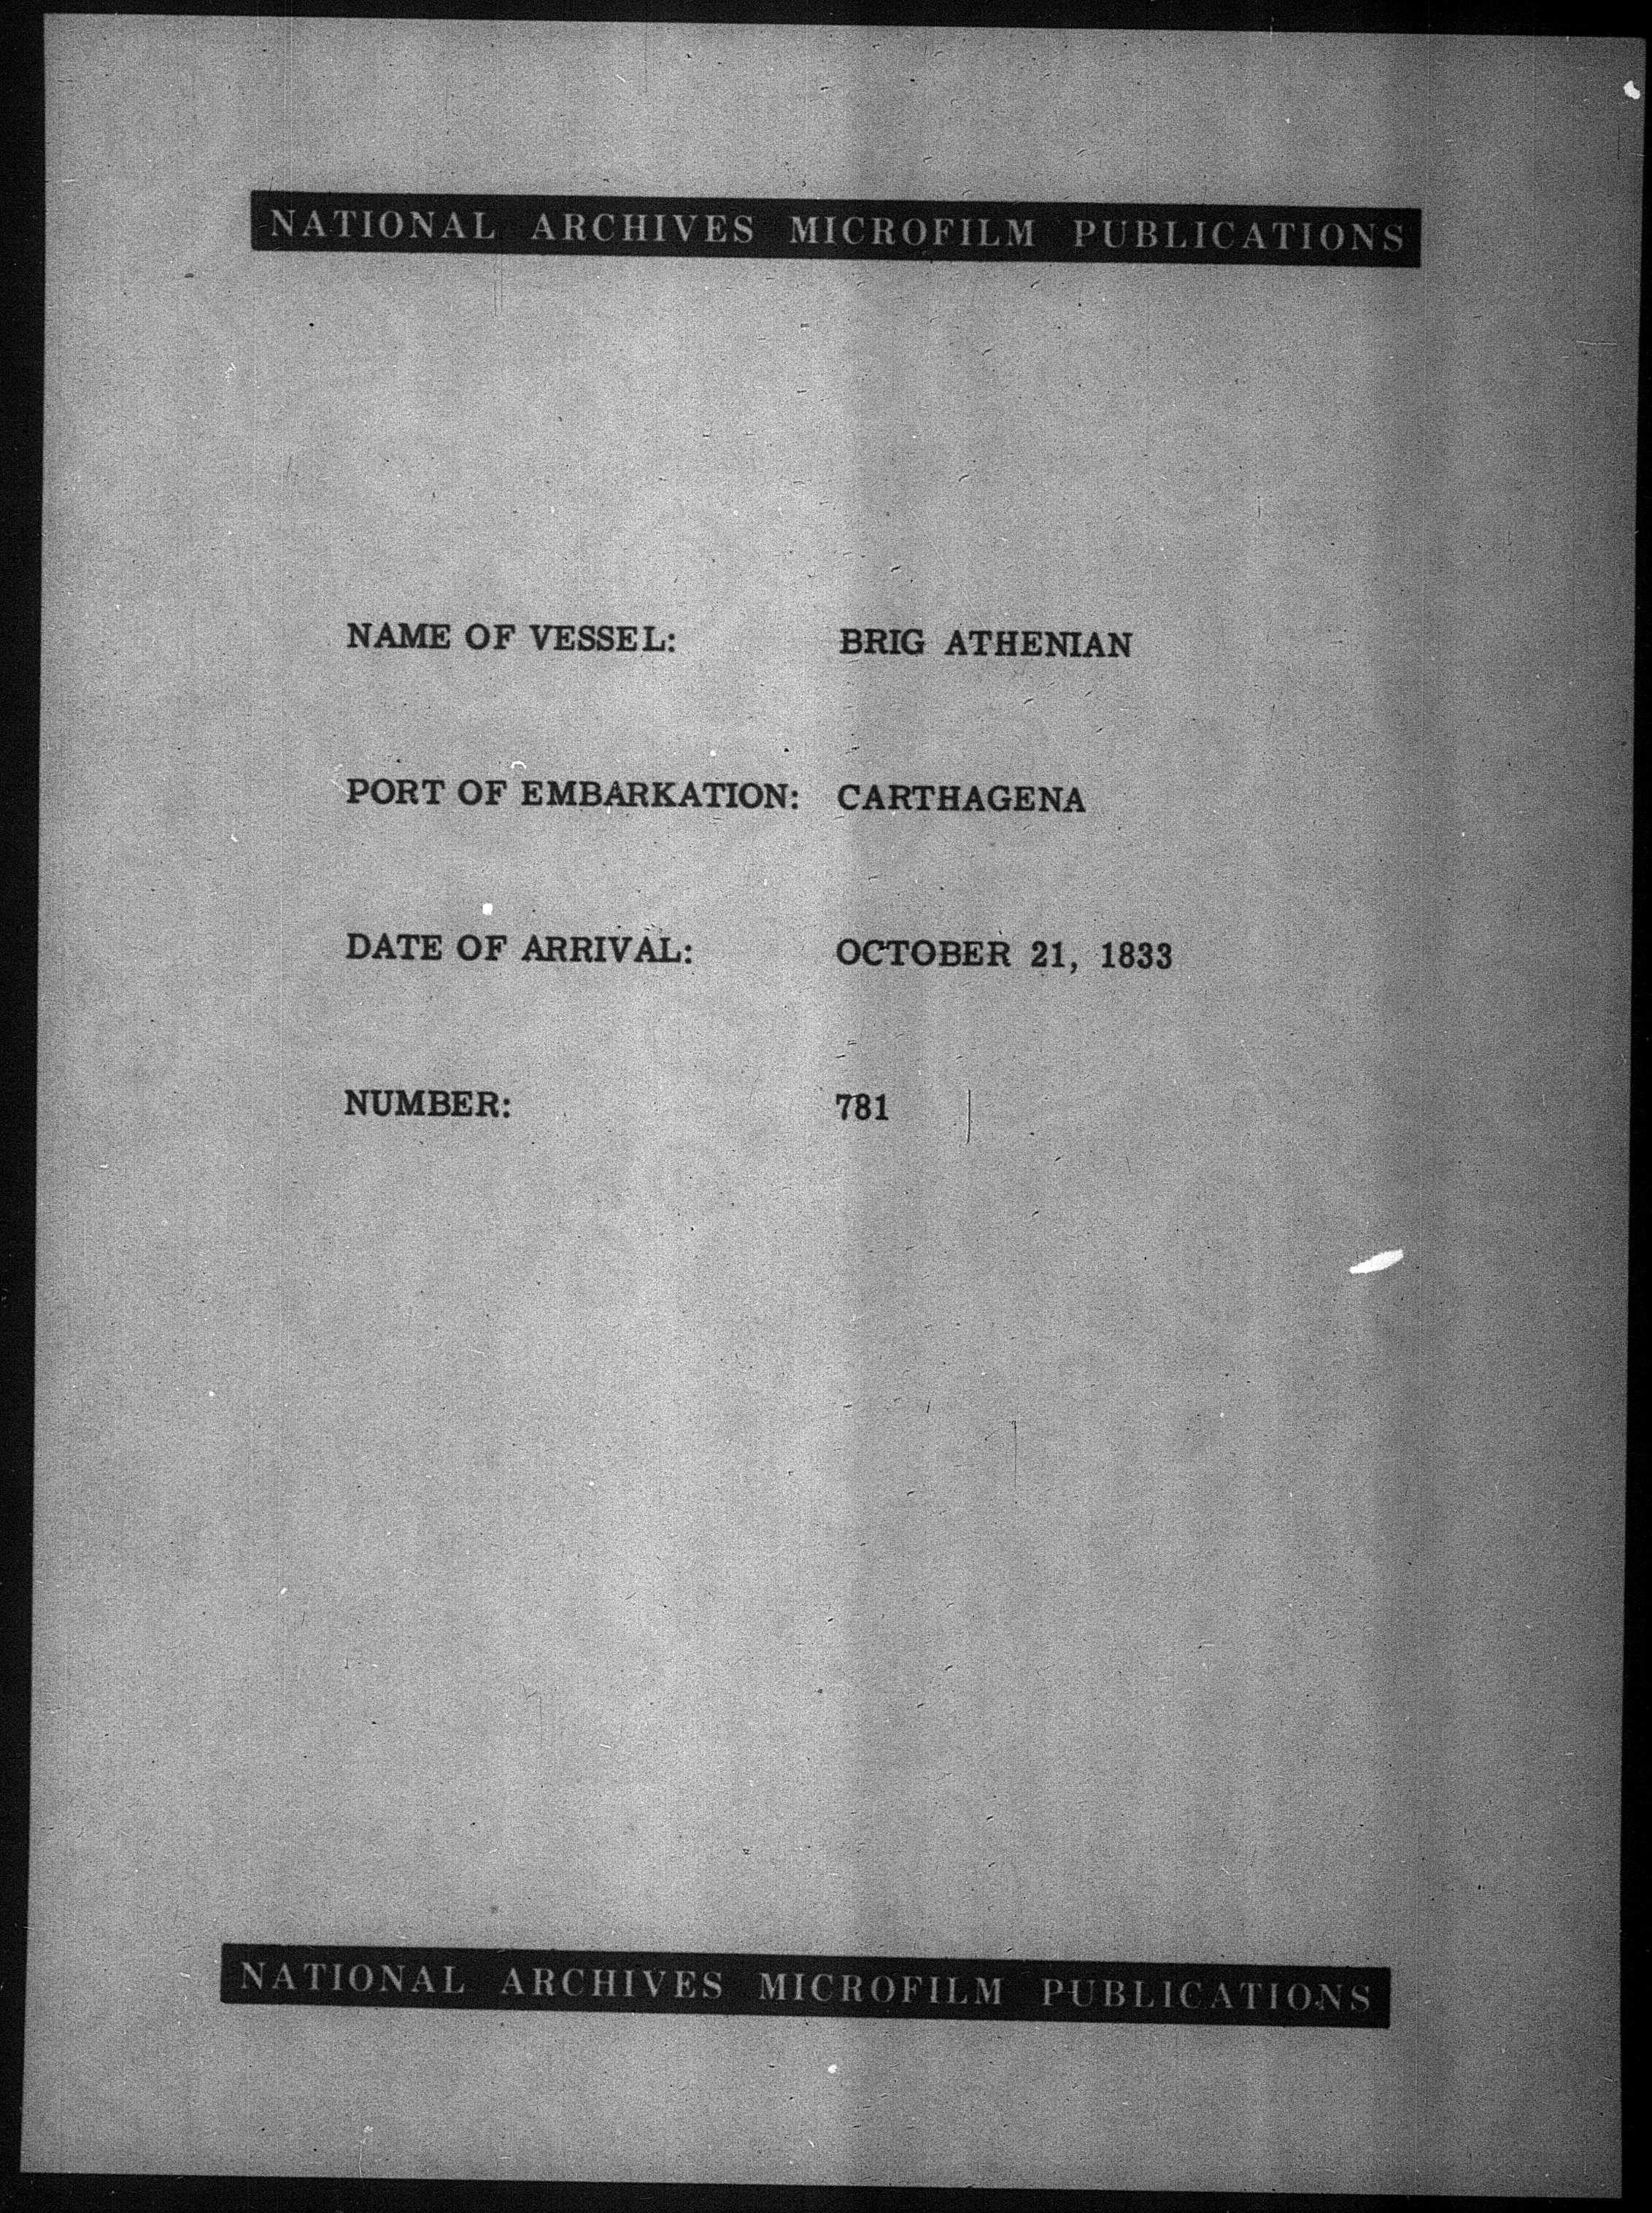 NATIONAL ARCHIVES MICROFILM PUBLICATIONS
NAME OF VESSEL: BRIG ATHENIAN
PORT OF EMBARKATION: CARTHAGENA
DATE OF ARRIVAL: OCTOBER 21, 1833
NUMBER: 781
NATIONAL ARCHIVES MICROFILM PUBLICATIONS